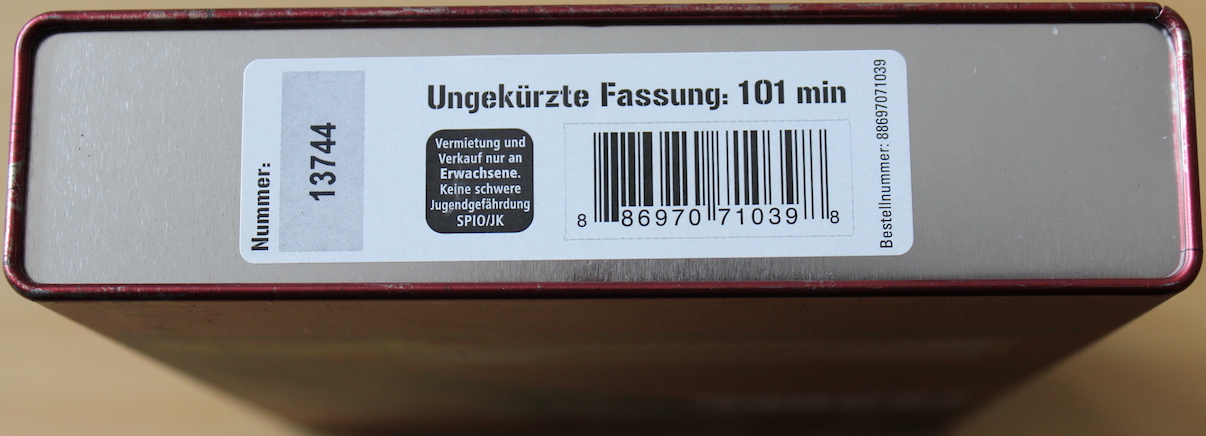 Nummer:
13744
Ungekürzte Fassung: 101 min
Vermietung und
Verkauf nur an
Erwachsene.
Keine schwere
Jugendgefährdung
SPIO/JK
8 86970 71039 8
Bestellnummer: 88697071039